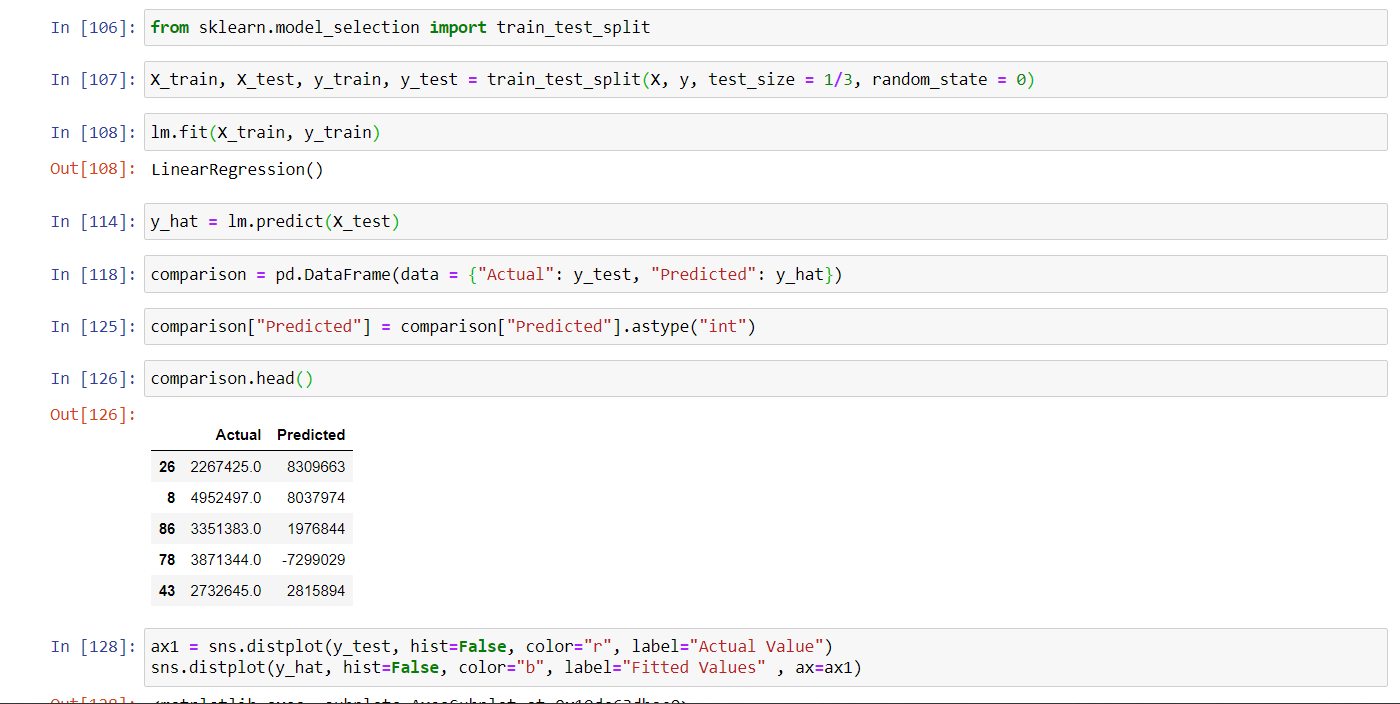 In [106]: from sklearn.model_selection import train_test_split
In [107]: X_train, X_test, y_train, y_test = train_test_split(X, y, test_size = 1/3, random_state = 0)
In [108]: lm.fit(X_train, y_train)
Out[108]: LinearRegression()
In [114]: y_hat = lm.predict(X_test)
In [118]: comparison = pd.DataFrame(data = {"Actual": y_test, "Predicted": y_hat})
In [125]: comparison["Predicted"] = comparison["Predicted"].astype("int")
In [126]: comparison.head()
Out[126]:
Actual Predicted
26 2267425.0 8309663
8 4952497.0 8037974
86 3351383.0 1976844
78 3871344.0 -7299029
43 2732645.0 2815894
In [128]: ax1 = sns.distplot(y_test, hist=False, color="r", label="Actual Value")
sns.distplot(y_hat, hist=False, color="b", label="Fitted Values" , ax=ax1)